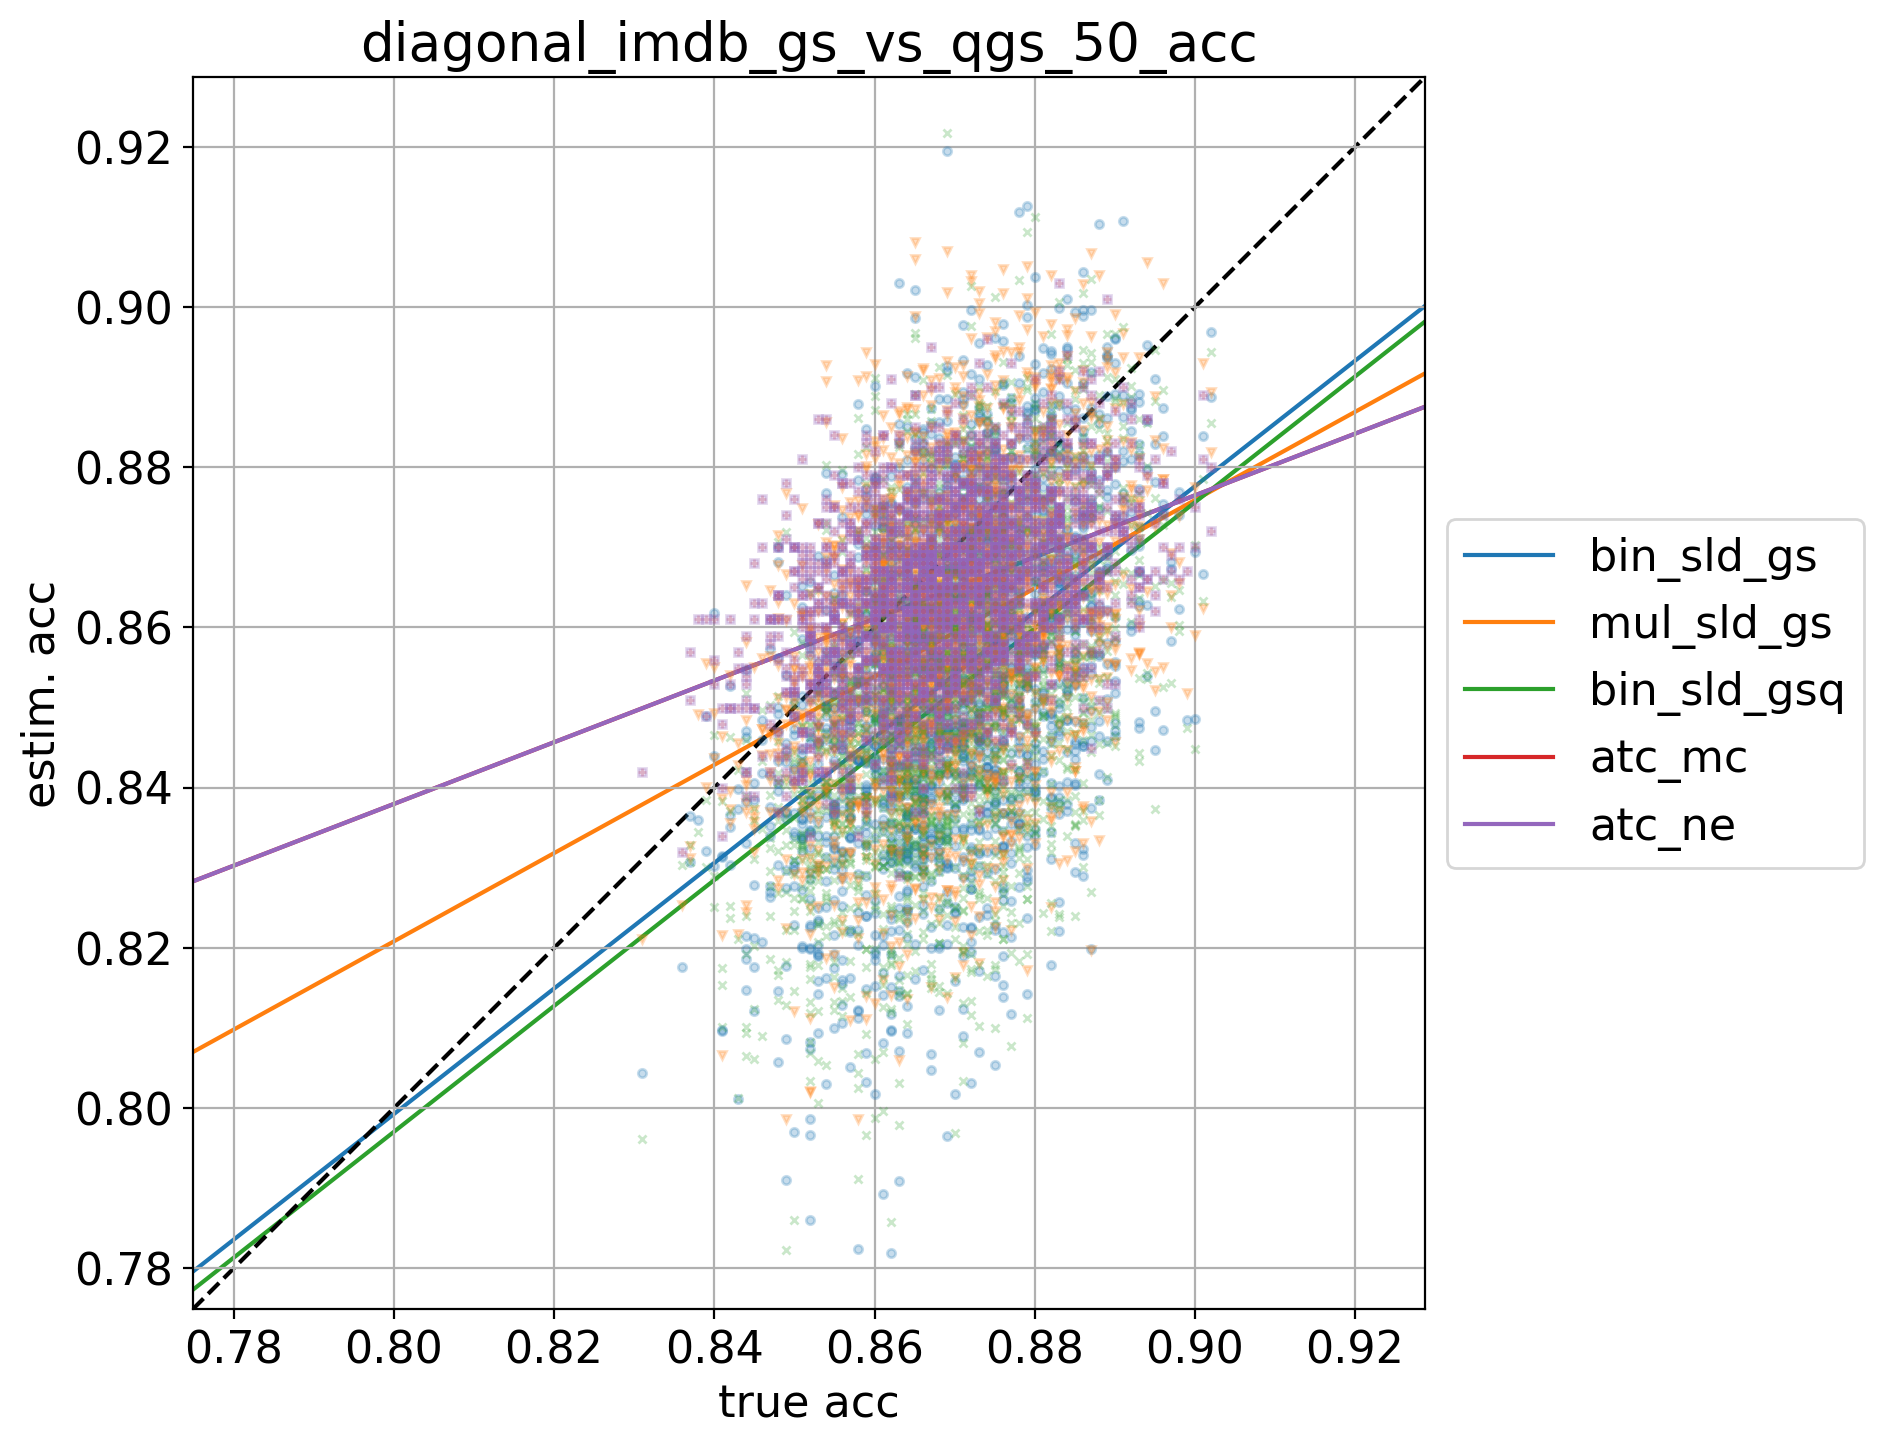 diagonal_imdb_gs_vs_qgs_50_acc
0.92
0.90
0.88
0.86
0.84
0.82
0.80
0.78
estim. acc
0.78 0.80 0.82 0.84 0.86 0.88 0.90 0.92
true acc
bin_sld_gs
mul_sld_gs
bin_sld_gsq
atc_mc
atc_ne